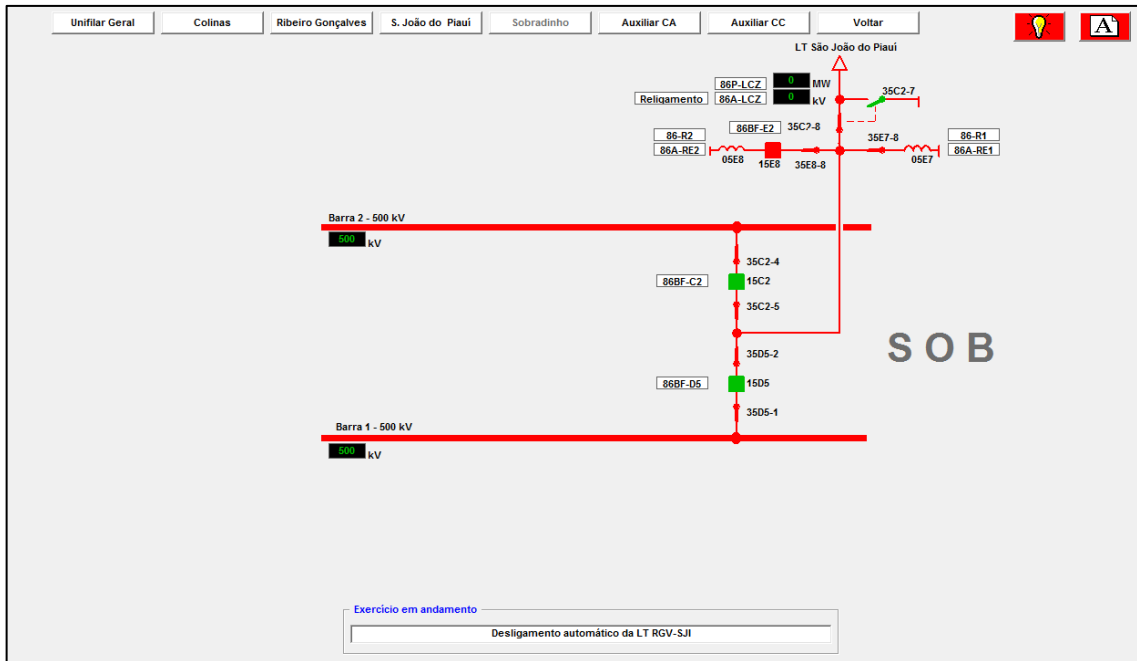 Unifilar Geral
Colinas
Ribeiro Gonçalves
S. João do Piauí
Sobradinho
Auxiliar CA
Auxiliar CC
Voltar
A
LT São João do Piauí
86P-LCZ 0 MW
Religamento 86A-LCZ 0 kV
35C2-7
86BF-E2 35C2-8
86-R2
86A-RE2
05E8
15E8
35E8-8
35E7-8
05E7
86-R1
86A-RE1
Barra 2 - 500 kV
500 kV
35C2-4
86BF-C2 15C2
35C2-5
S O B
35D5-2
86BF-D5 15D5
35D5-1
Barra 1 - 500 kV
500 kV
Exercício em andamento
Desligamento automático da LT RGV-SJI